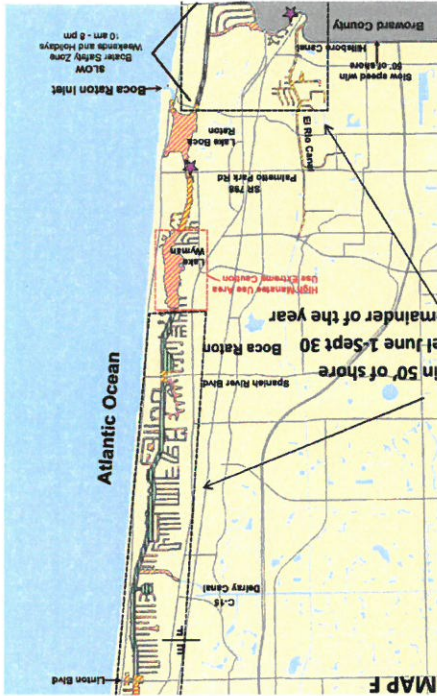 MAP F
Linton Blvd
C-15
Delray Canal
Atlantic Ocean
Spanish River Blvd
in 50' of shore
el June 1-Sept 30
mainder of the year
Boca Raton
High Manatee Use Area
Use Extreme Caution
Lake
Wyman
SR 798
Palmetto Park Rd
Lake Boca
Raton
El Rio Canal
Boca Raton Inlet
SLOW
Boater Safety Zone
Weekends and Holidays
10 am - 8 pm
Slow speed w/in
50' of shore
Hillsboro Canal
Broward County